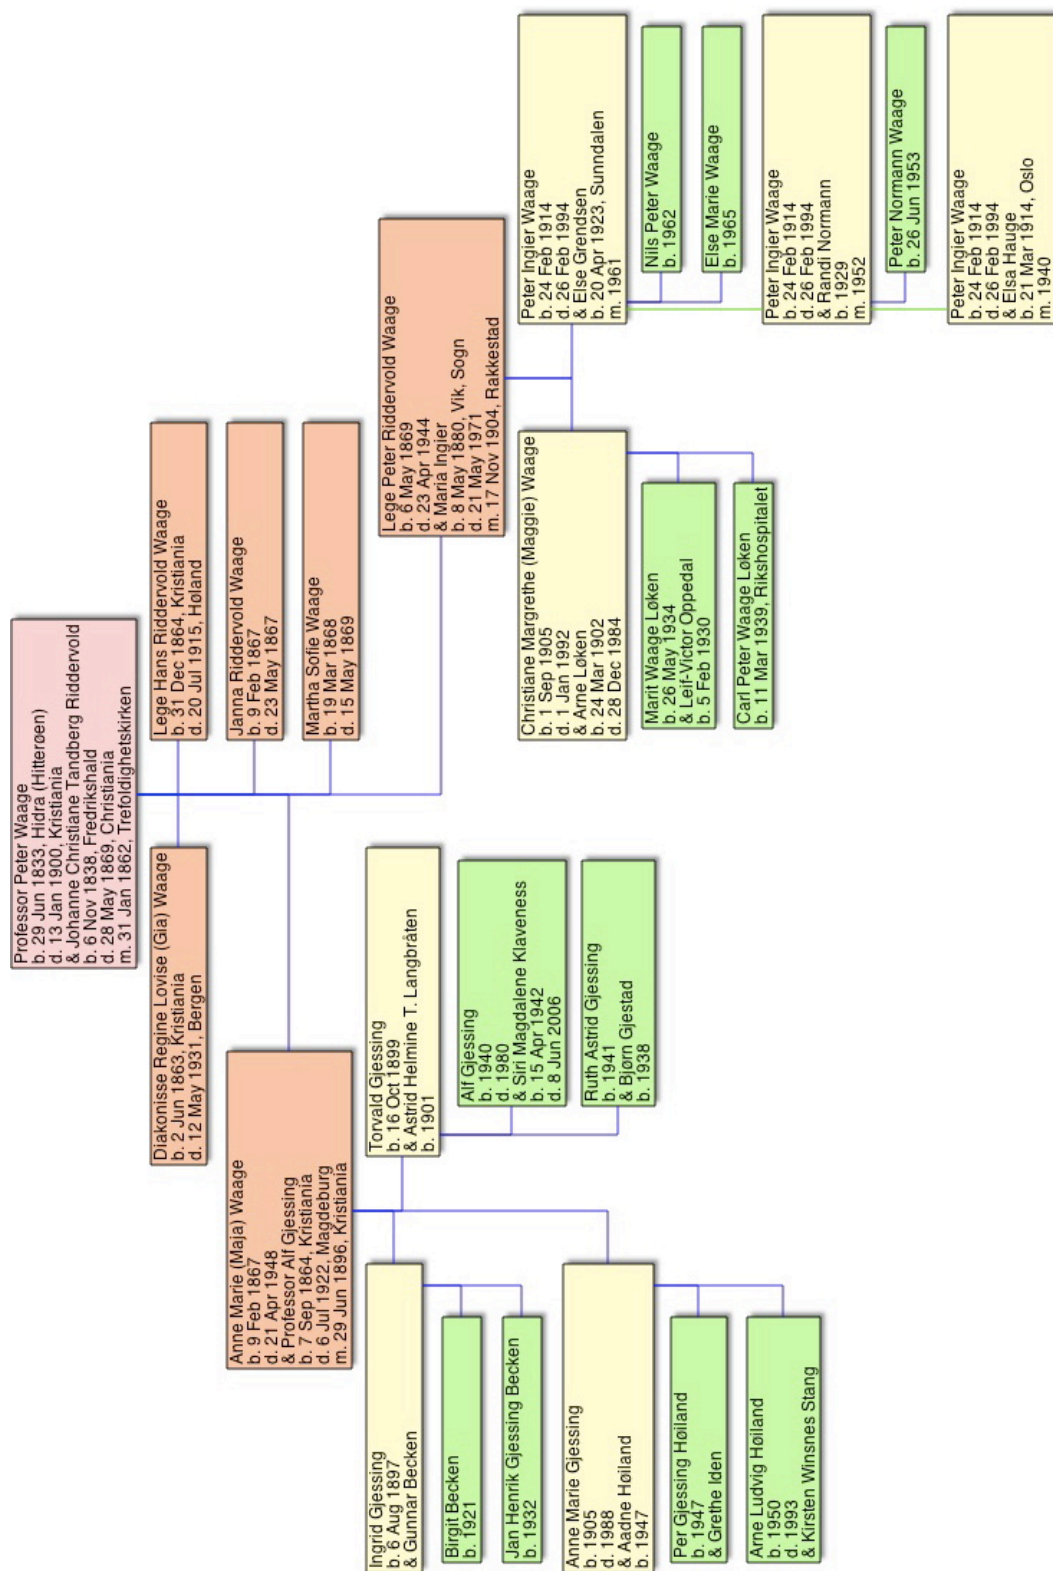 Professor Peter Waage
b. 29 Jun 1833, Hidra (Hitterøen)
d. 13 Jan 1900, Kristiania
& Johanne Christiane Tandberg Riddervold
b. 6 Nov 1838, Fredrikshald
d. 28 May 1869, Christiania
m. 31 Jan 1862, Trefoldighetskirken
Diakonisse Regine Lovise (Gia) Waage
b. 2 Jun 1863, Kristiania
d. 12 May 1931, Bergen
Lege Hans Riddervold Waage
b. 31 Dec 1864, Kristiania
d. 20 Jul 1915, Høland
Anne Marie (Maja) Waage
b. 9 Feb 1867
d. 21 Apr 1948
& Professor Alf Gjessing
b. 7 Sep 1864, Kristiania
d. 6 Jul 1922, Magdeburg
m. 29 Jun 1896, Kristiania
Janna Riddervold Waage
b. 9 Feb 1867
d. 23 May 1867
Martha Sofie Waage
b. 19 Mar 1868
d. 15 May 1869
Lege Peter Riddervold Waage
b. 6 May 1869
d. 23 Apr 1944
& Maria Ingier
b. 8 May 1880, Vik, Sogn
d. 21 May 1971
m. 17 Nov 1904, Rakkestad
Ingrid Gjessing
b. 6 Aug 1897
& Gunnar Becken
Birgit Becken
b. 1921
Jan Henrik Gjessing Becken
b. 1932
Torvald Gjessing
b. 16 Oct 1899
& Astrid Helmine T. Langbråten
b. 1901
Alf Gjessing
b. 1940
d. 1980
& Siri Magdalene Klaveness
b. 15 Apr 1942
d. 8 Jun 2006
Ruth Astrid Gjessing
b. 1941
& Bjørn Gjestad
b. 1938
Anne Marie Gjessing
b. 1905
d. 1988
& Aadne Høiland
b. 1947
Per Gjessing Høiland
b. 1947
& Grethe Iden
Arne Ludvig Høiland
b. 1950
d. 1993
& Kirsten Winsnes Stang
Christiane Margrethe (Maggie) Waage
b. 1 Sep 1905
d. 1 Jan 1992
& Arne Løken
b. 24 Mar 1902
d. 28 Dec 1984
Marit Waage Løken
b. 26 May 1934
& Leif-Victor Oppedal
b. 5 Feb 1930
Carl Peter Waage Løken
b. 11 Mar 1939, Rikshospitalet
Peter Ingier Waage
b. 24 Feb 1914
d. 26 Feb 1994
& Else Grendsen
b. 20 Apr 1923, Sunndalen
m. 1961
Nils Peter Waage
b. 1962
Else Marie Waage
b. 1965
Peter Ingier Waage
b. 24 Feb 1914
d. 26 Feb 1994
& Randi Normann
b. 1929
m. 1952
Peter Normann Waage
b. 26 Jun 1953
Peter Ingier Waage
b. 24 Feb 1914
d. 26 Feb 1994
& Elsa Hauge
b. 21 Mar 1914, Oslo
m. 1940